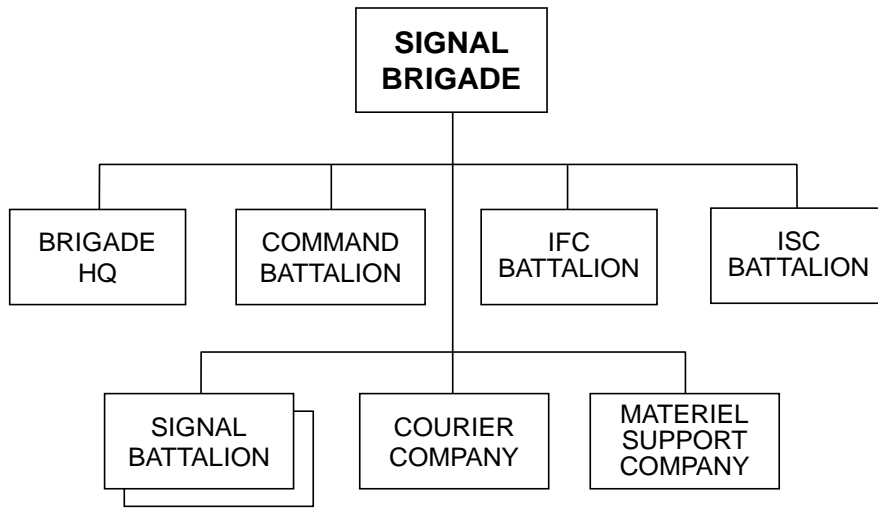 SIGNAL
BRIGADE
BRIGADE
HQ
COMMAND
BATTALION
IFC
BATTALION
ISC
BATTALION
SIGNAL
BATTALION
COURIER
COMPANY
MATERIEL
SUPPORT
COMPANY